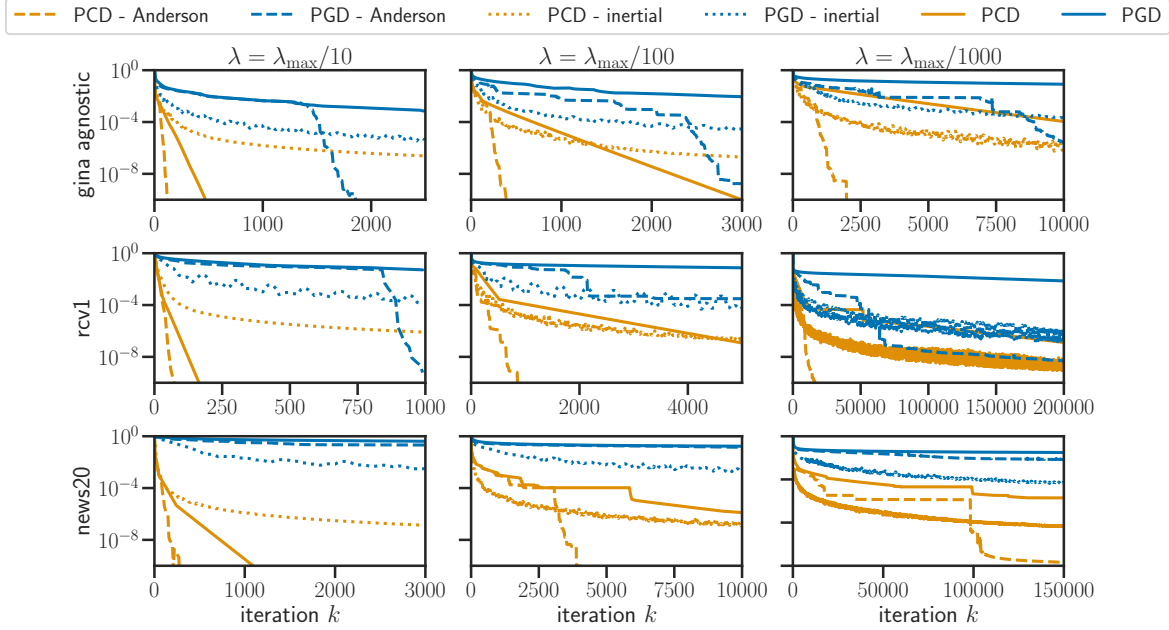 PCD - Anderson PGD - Anderson PCD - inertial PGD - inertial PCD PGD
λ = λmax/10 λ = λmax/100 λ = λmax/1000
gina agnostic
10^0
10^-4
10^-8
0 1000 2000
0 1000 2000 3000
0 2500 5000 7500 10000
rcv1
10^0
10^-4
10^-8
0 250 500 750 1000
0 2000 4000
0 50000 100000 150000 200000
news20
10^0
10^-4
10^-8
0 1000 2000 3000
0 2500 5000 7500 10000
0 50000 100000 150000
iteration k iteration k iteration k